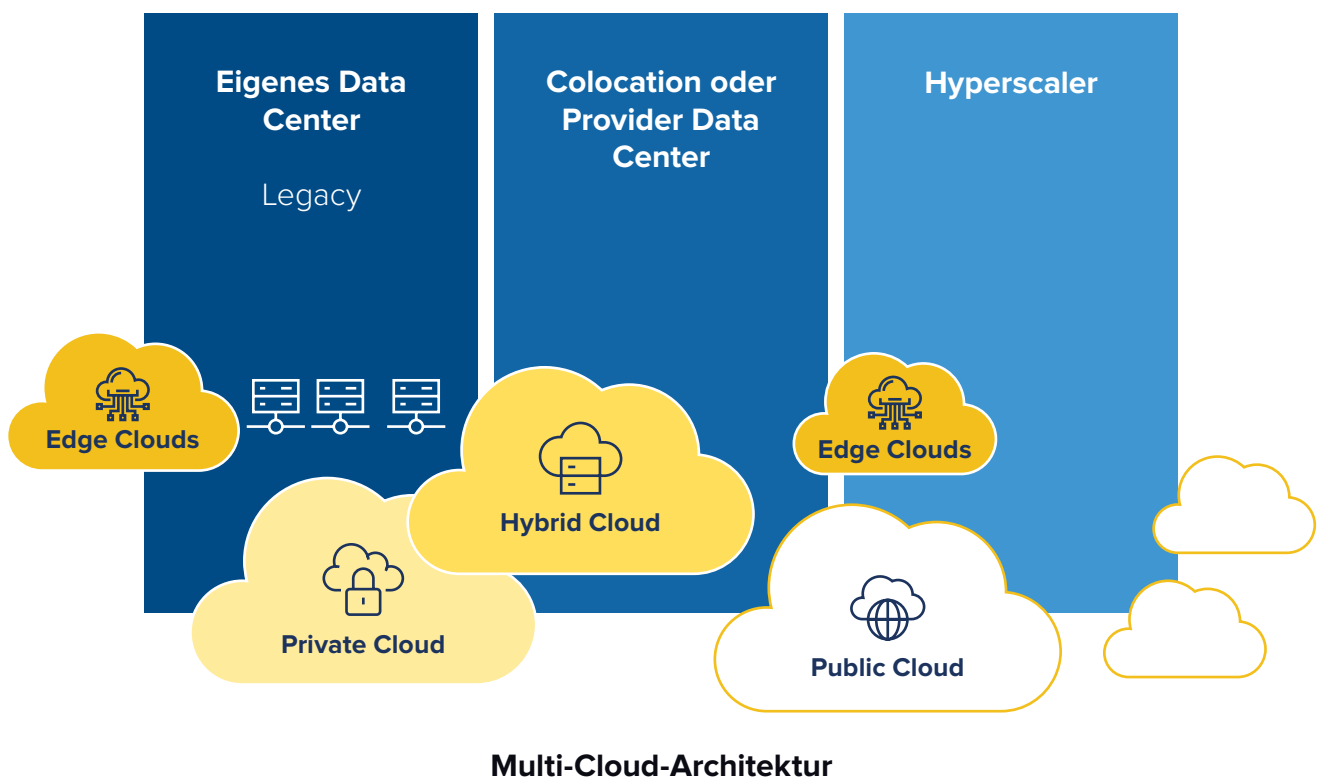 Eigenes Data
Center
Legacy
Colocation oder
Provider Data
Center
Hyperscaler
Edge Clouds
Hybrid Cloud
Edge Clouds
Private Cloud
Public Cloud
Multi-Cloud-Architektur